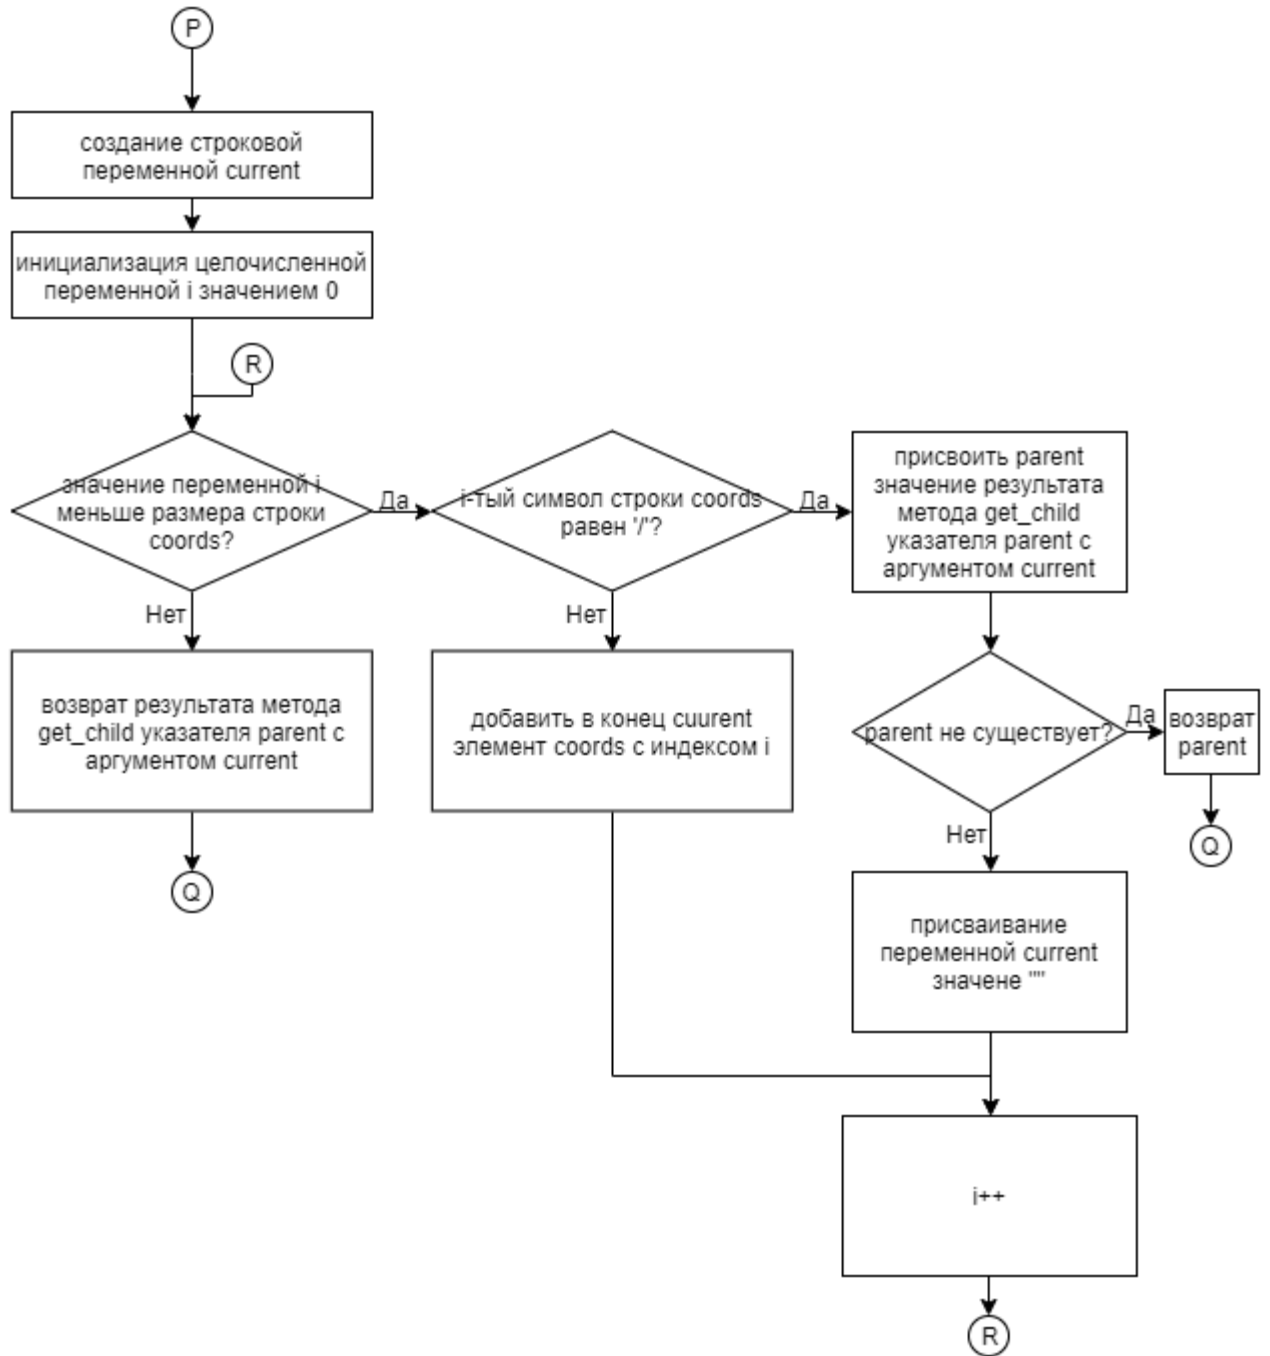 P
создание строковой
переменной current
инициализация целочисленной
переменной i значением 0
R
значение переменной i
меньше размера строки
coords?
Да
i-тый символ строки coords
равен '/'?
Да
присвоить parent
значение результата
метода get_child
указателя parent с
аргументом current
Нет
Нет
возврат результата метода
get_child указателя parent с
аргументом current
добавить в конец cuurent
элемент coords с индексом i
parent не существует?
Да
возврат
parent
Нет
Q
Q
присваивание
переменной current
значене ""
i++
R